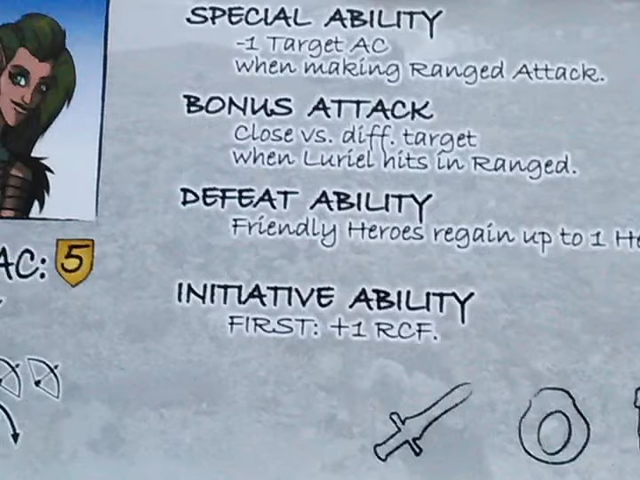 SPECIAL ABILITY
-1 Target AC
when making Ranged Attack.
BONUS ATTACK
Close vs. diff. target
when Luriel hits in Ranged.
DEFEAT ABILITY
Friendly Heroes regain up to 1
AC: 5
INITIATIVE ABILITY
FIRST: +1 RCF.